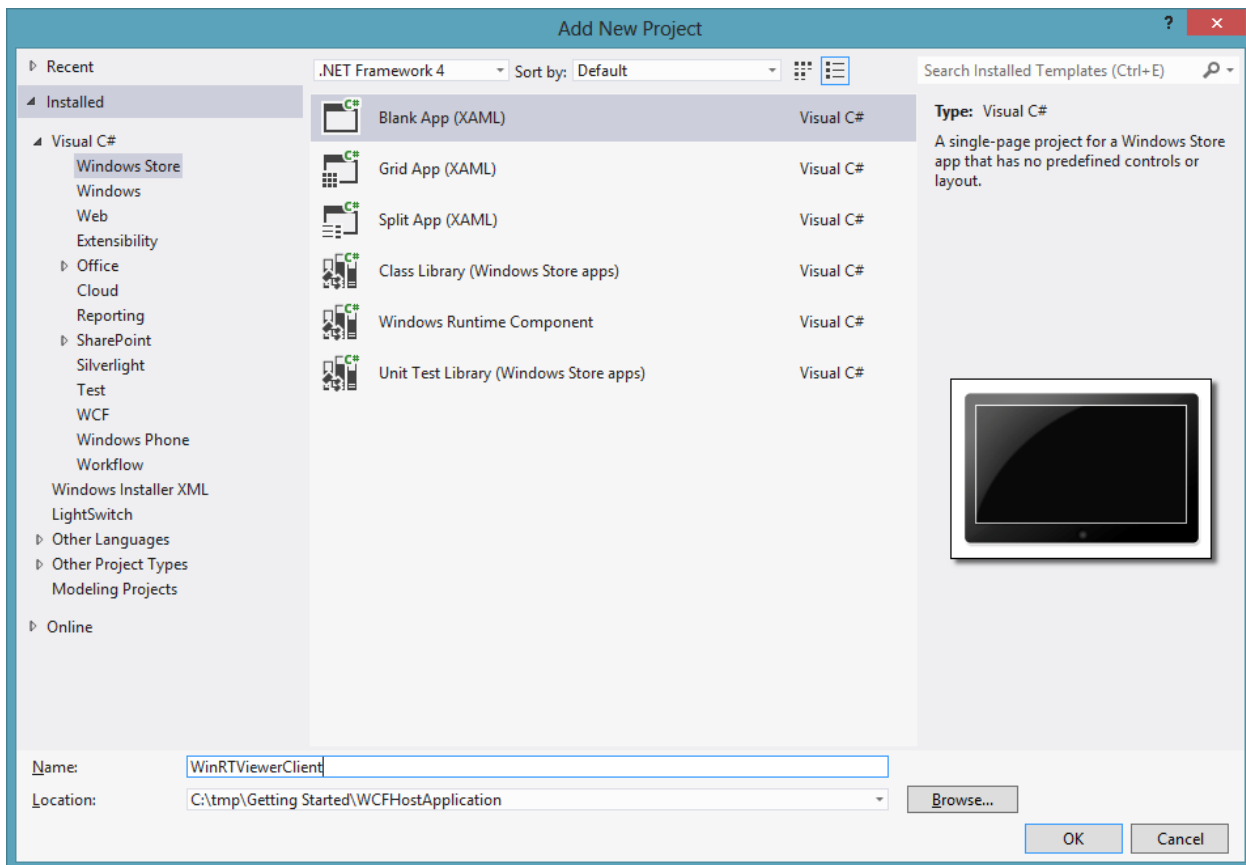 Add New Project
?
Recent
Installed
Visual C#
Windows Store
Windows
Web
Extensibility
Office
Cloud
Reporting
SharePoint
Silverlight
Test
WCF
Windows Phone
Workflow
Windows Installer XML
LightSwitch
Other Languages
Other Project Types
Modeling Projects
Online
.NET Framework 4 Sort by: Default
C# Blank App (XAML) Visual C#
C# Grid App (XAML) Visual C#
C# Split App (XAML) Visual C#
C# Class Library (Windows Store apps) Visual C#
C# Windows Runtime Component Visual C#
C# Unit Test Library (Windows Store apps) Visual C#
Search Installed Templates (Ctrl+E)
Type: Visual C#
A single-page project for a Windows Store
app that has no predefined controls or
layout.
Name: WinRTViewerClient
Location: C:\tmp\Getting Started\WCFHostApplication Browse...
OK Cancel